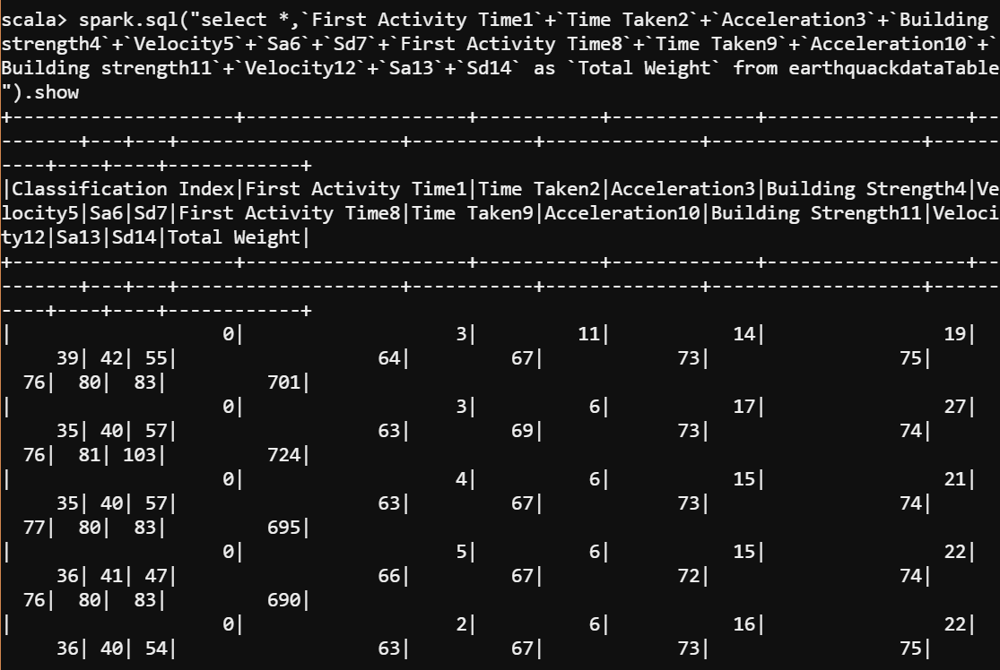 scala> spark.sql("select *,`First Activity Time1`+`Time Taken2`+`Acceleration3`+`Building
strength4`+`Velocity5`+`Sa6`+`Sd7`+`First Activity Time8`+`Time Taken9`+`Acceleration10`+`
Building strength11`+`Velocity12`+`Sa13`+`Sd14` as `Total Weight` from earthquackdataTable
").show
+--------------------+--------------------+-----------+-------------+------------------+--
-------+---+---+--------------------+-----------+--------------+-------------------+------
----+----+----+------------+
|Classification Index|First Activity Time1|Time Taken2|Acceleration3|Building Strength4|Ve
locity5|Sa6|Sd7|First Activity Time8|Time Taken9|Acceleration10|Building Strength11|Veloci
ty12|Sa13|Sd14|Total Weight|
+--------------------+--------------------+-----------+-------------+------------------+--
-------+---+---+--------------------+-----------+--------------+-------------------+------
----+----+----+------------+
|                   0|                   3|         11|           14|                19|
     39| 42| 55|                  64|         67|            73|                 75|
  76|  80|  83|         701|
|                   0|                   3|          6|           17|                27|
     35| 40| 57|                  63|         69|            73|                 74|
  76|  81| 103|         724|
|                   0|                   4|          6|           15|                21|
     35| 40| 57|                  63|         67|            73|                 74|
  77|  80|  83|         695|
|                   0|                   5|          6|           15|                22|
     36| 41| 47|                  66|         67|            72|                 74|
  76|  80|  83|         690|
|                   0|                   2|          6|           16|                22|
     36| 40| 54|                  63|         67|            73|                 75|